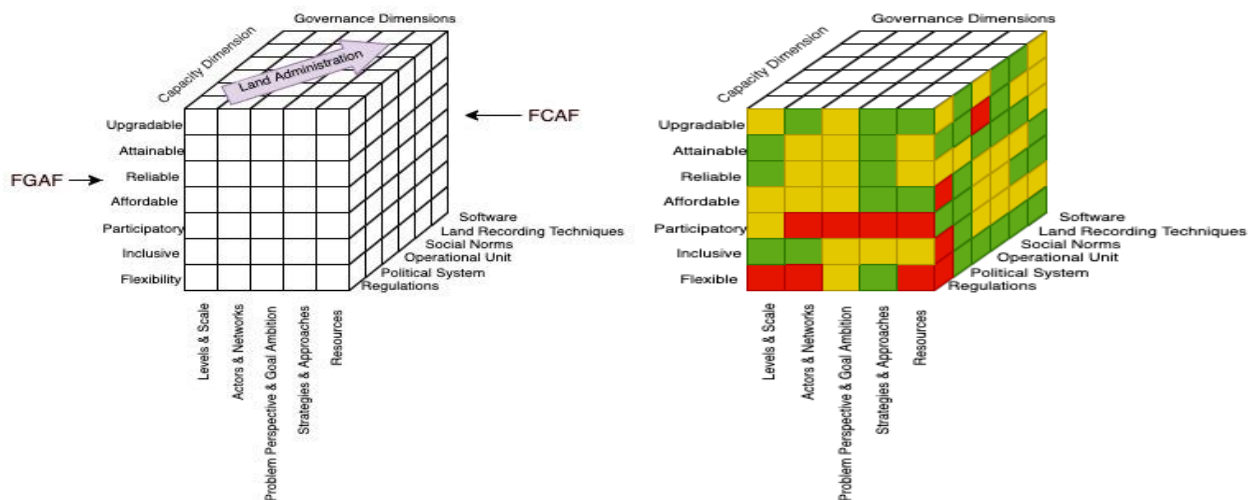 Governance Dimensions
Capacity Dimension
Land Administration
FCAF
FGAF
Upgradable
Attainable
Reliable
Affordable
Participatory
Inclusive
Flexibility
Software
Land Recording Techniques
Social Norms
Operational Unit
Political System
Regulations
Levels & Scale
Actors & Networks
Problem Perspective & Goal Ambition
Strategies & Approaches
Resources
Governance Dimensions
Capacity Dimension
Upgradable
Attainable
Reliable
Affordable
Participatory
Inclusive
Flexible
Software
Land Recording Techniques
Social Norms
Operational Unit
Political System
Regulations
Levels & Scale
Actors & Networks
Problem Perspective & Goal Ambition
Strategies & Approaches
Resources